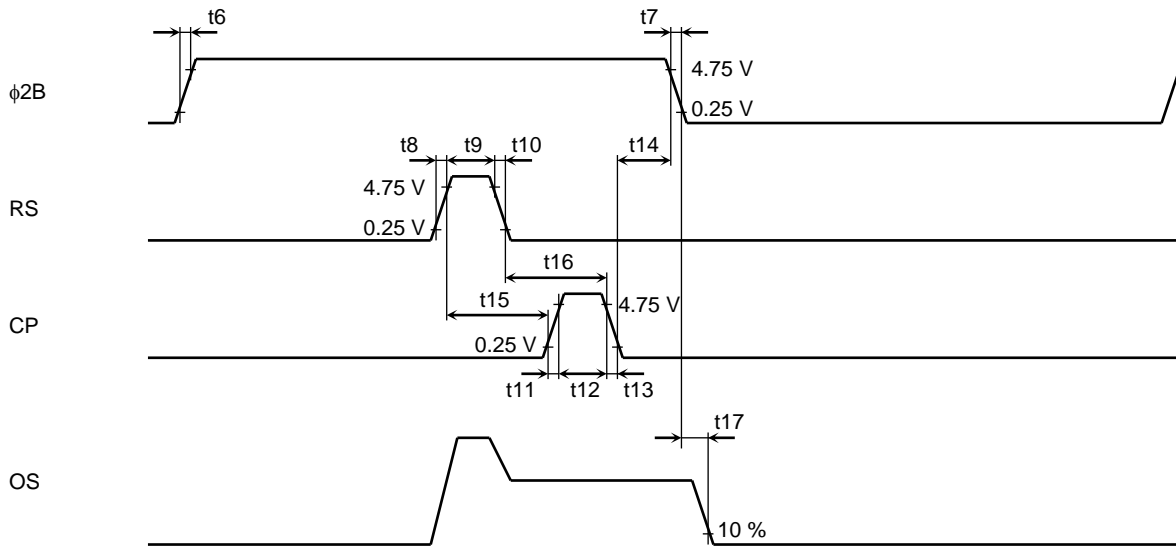 t6
t7
ϕ2B
4.75 V
0.25 V
t8
t9
t10
t14
RS
4.75 V
0.25 V
t16
t15
CP
4.75 V
0.25 V
t11
t12
t13
t17
OS
10 %